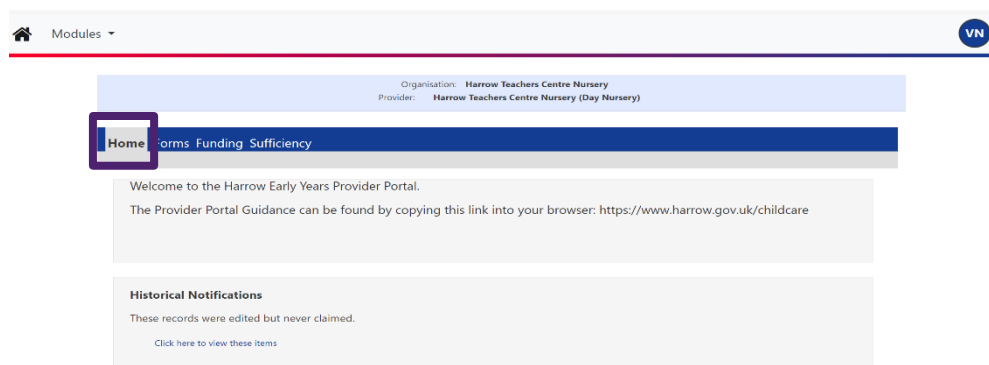 Modules
VN
Organisation: Harrow Teachers Centre Nursery
Provider: Harrow Teachers Centre Nursery (Day Nursery)
Home Forms Funding Sufficiency
Welcome to the Harrow Early Years Provider Portal.
The Provider Portal Guidance can be found by copying this link into your browser: https://www.harrow.gov.uk/childcare
Historical Notifications
These records were edited but never claimed.
Click here to view these items